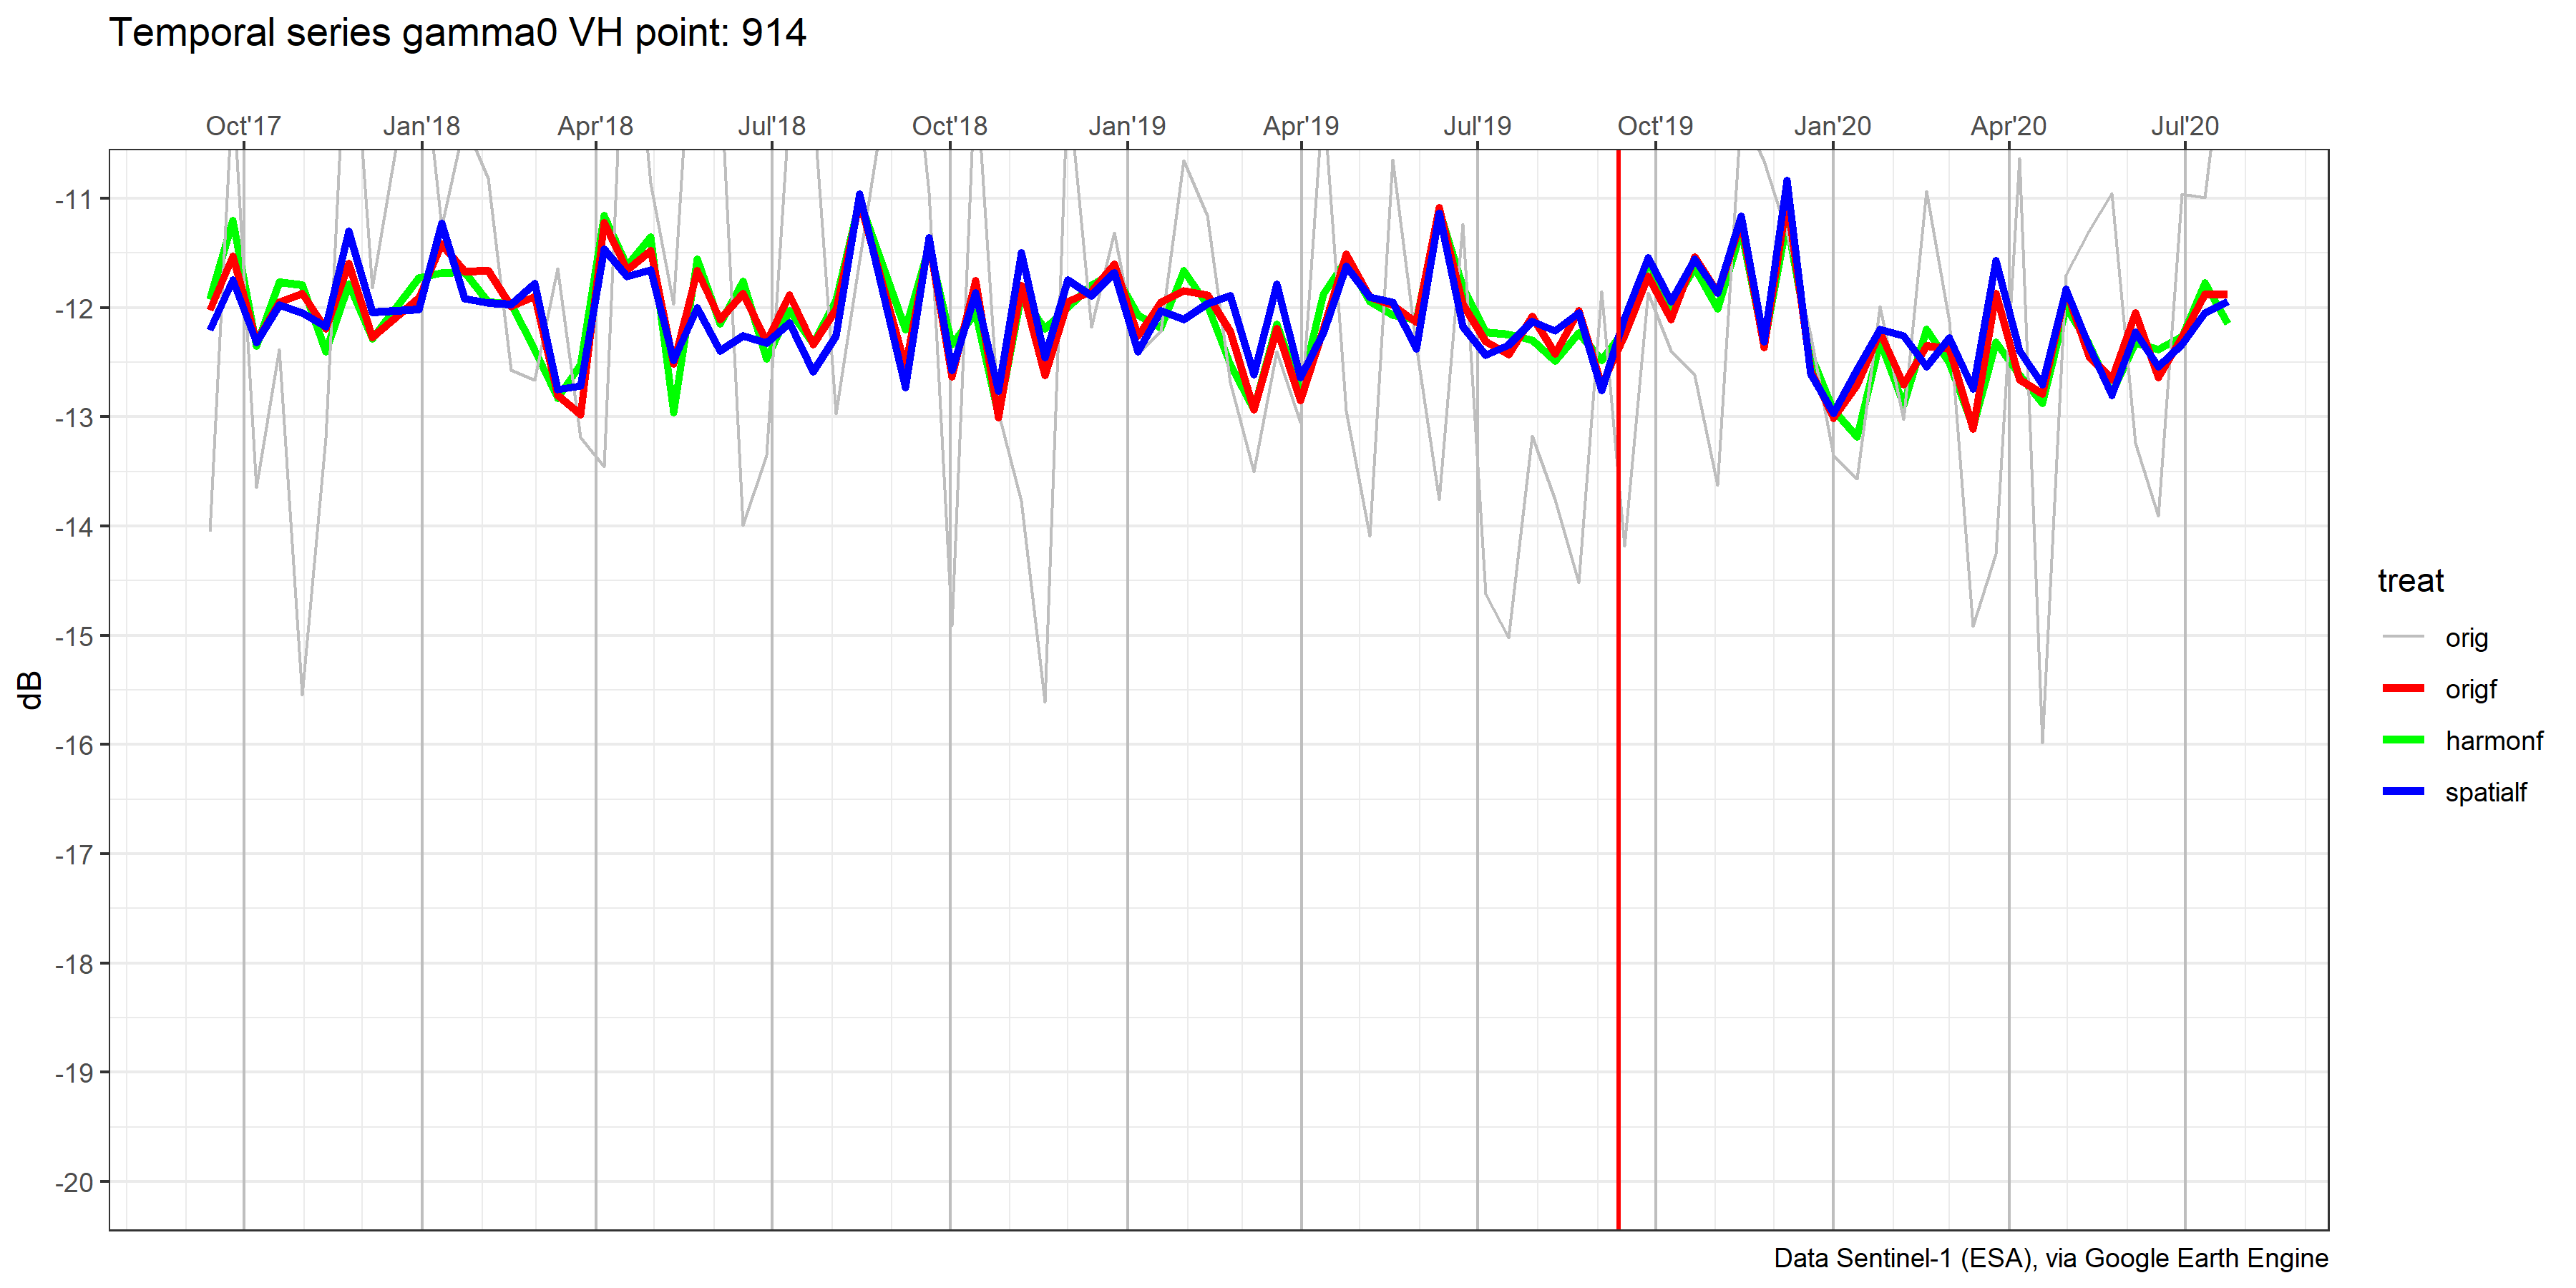 Temporal series gamma0 VH point: 914
Oct'17 Jan'18 Apr'18 Jul'18 Oct'18 Jan'19 Apr'19 Jul'19 Oct'19 Jan'20 Apr'20 Jul'20
-11
-12
-13
-14
-15
-16
-17
-18
-19
-20
dB
treat
orig
origf
harmonf
spatialf
Data Sentinel-1 (ESA), via Google Earth Engine